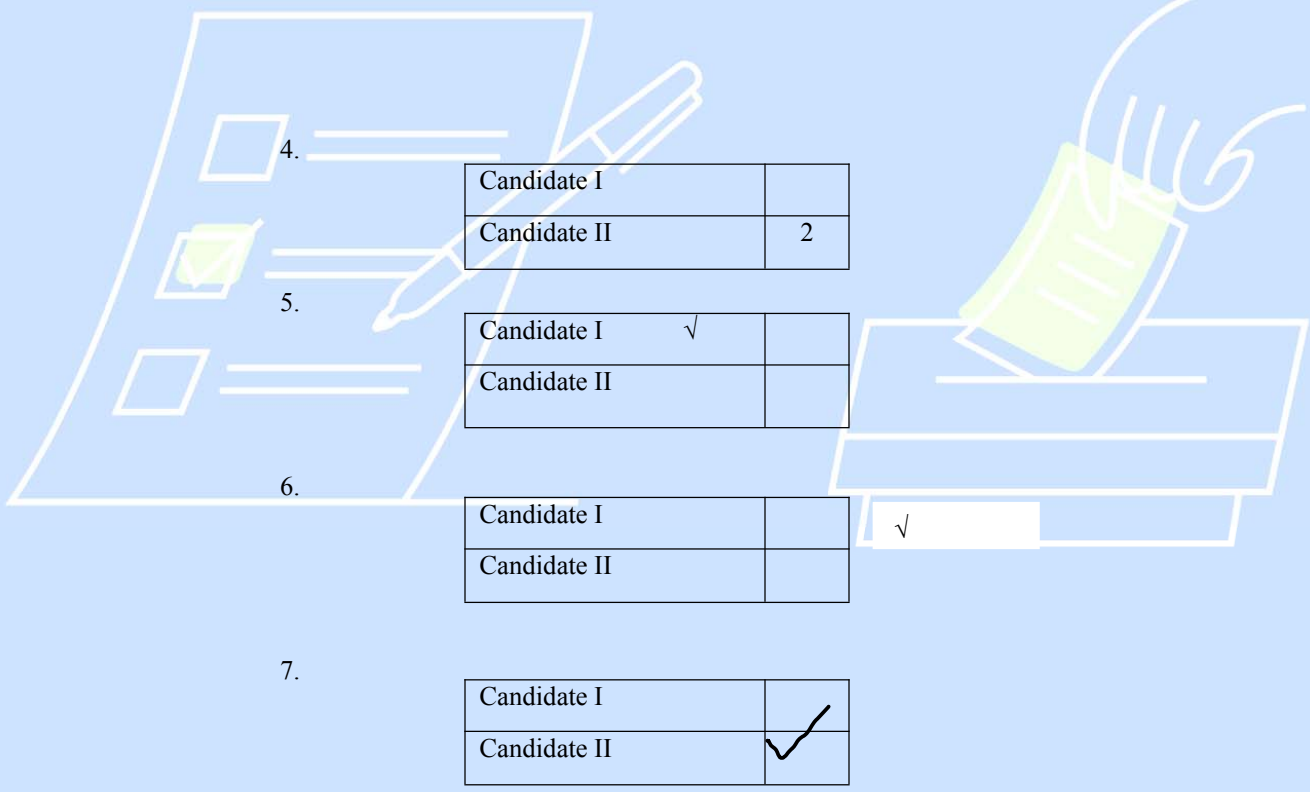 4.
Candidate I
Candidate II 2
5.
Candidate I √
Candidate II
6.
Candidate I √
Candidate II
7.
Candidate I
Candidate II ✓